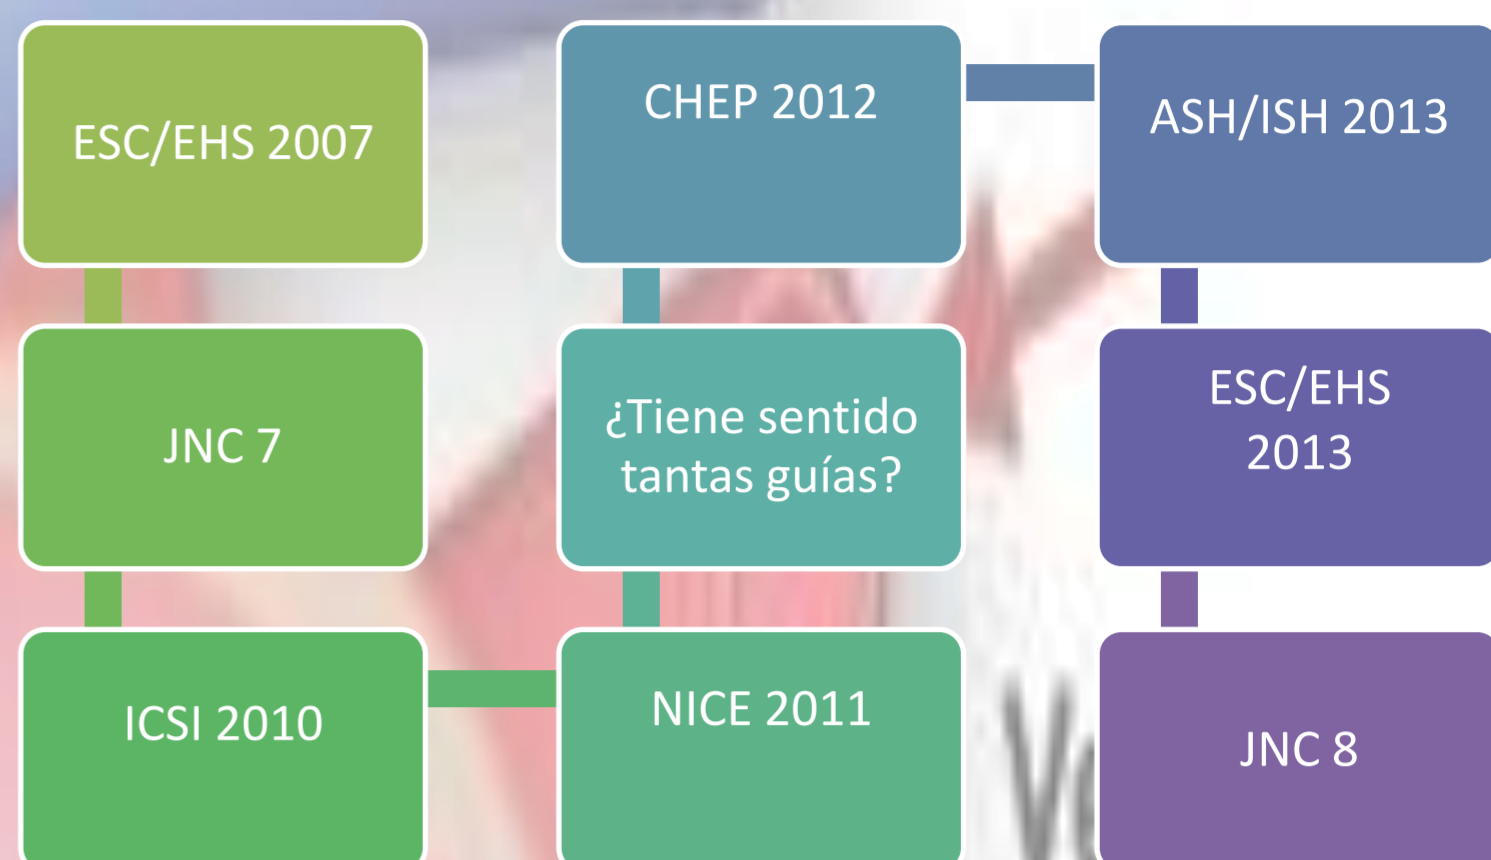 ESC/EHS 2007
JNC 7
ICSI 2010
NICE 2011
¿Tiene sentido
tantas guías?
CHEP 2012
ASH/ISH 2013
ESC/EHS
2013
JNC 8